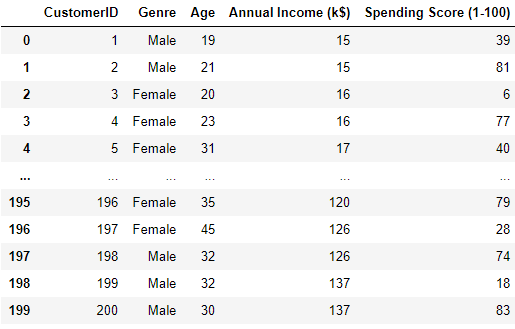 CustomerID Genre Age Annual Income (k$) Spending Score (1-100)
0 1 Male 19 15 39
1 2 Male 21 15 81
2 3 Female 20 16 6
3 4 Female 23 16 77
4 5 Female 31 17 40
... ... ... ... ... ...
195 196 Female 35 120 79
196 197 Female 45 126 28
197 198 Male 32 126 74
198 199 Male 32 137 18
199 200 Male 30 137 83